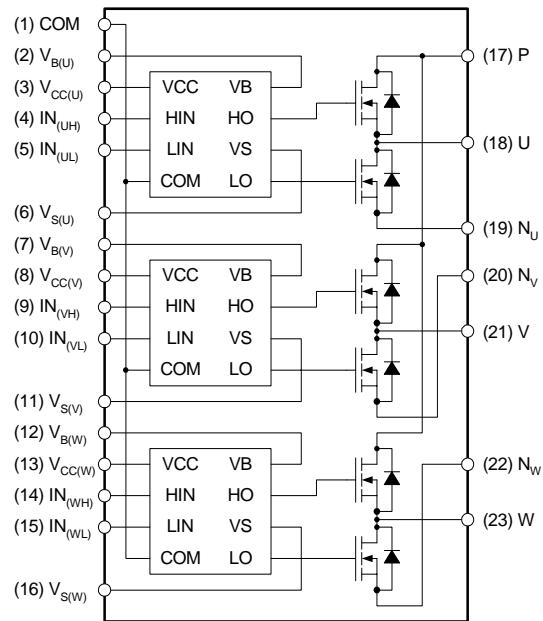 (1) COM
(2) VB(U)
(3) VCC(U)
(4) IN(UH)
(5) IN(UL)
(6) VS(U)
(7) VB(V)
(8) VCC(V)
(9) IN(VH)
(10) IN(VL)
(11) VS(V)
(12) VB(W)
(13) VCC(W)
(14) IN(WH)
(15) IN(WL)
(16) VS(W)
VCC VB
HIN HO
LIN VS
COM LO
VCC VB
HIN HO
LIN VS
COM LO
VCC VB
HIN HO
LIN VS
COM LO
(17) P
(18) U
(19) NU
(20) NV
(21) V
(22) NW
(23) W